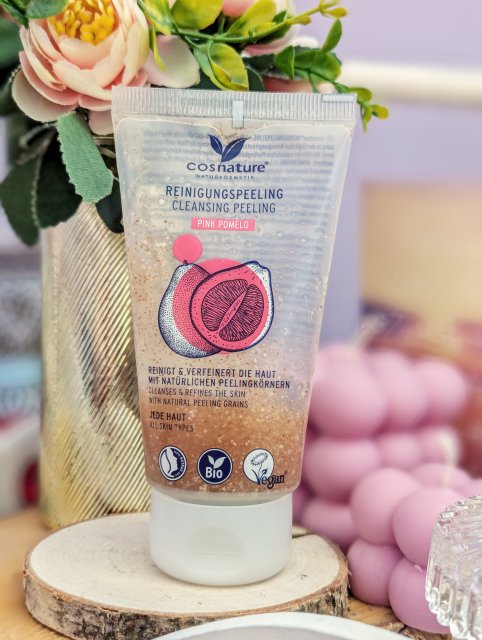 cosnature®
NATURKOSMETIK
REINIGUNGSPEELING
CLEANSING PEELING
PINK POMELO
REINIGT & VERFEINERT DIE HAUT
MIT NATÜRLICHEN PEELINGKÖRNERN
CLEANSES & REFINES THE SKIN
WITH NATURAL PEELING GRAINS
JEDE HAUT
ALL SKIN TYPES
Bio
Vegan